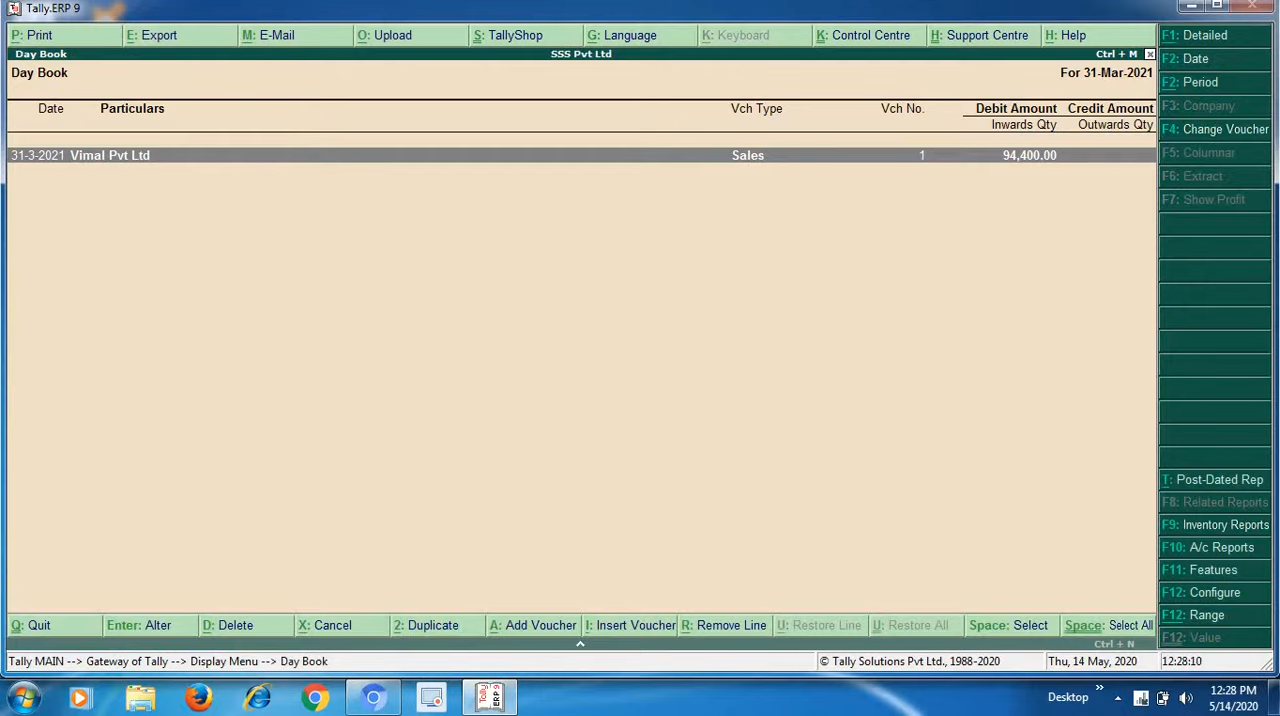 Tally.ERP 9
P: Print E: Export M: E-Mail O: Upload S: TallyShop G: Language K: Keyboard K: Control Centre H: Support Centre H: Help
Day Book SSS Pvt Ltd Ctrl + M
Day Book For 31-Mar-2021
Date Particulars Vch Type Vch No. Debit Amount Credit Amount
Inwards Qty Outwards Qty
31-3-2021 Vimal Pvt Ltd Sales 1 94,400.00
F1: Detailed
F2: Date
F2: Period
F3: Company
F4: Change Voucher
F5: Columnar
F6: Extract
F7: Show Profit
T: Post-Dated Rep
F8: Related Reports
F9: Inventory Reports
F10: A/c Reports
F11: Features
F12: Configure
F12: Range
F12: Value
Q: Quit Enter: Alter D: Delete X: Cancel 2: Duplicate A: Add Voucher I: Insert Voucher R: Remove Line U: Restore Line U: Restore All Space: Select Space: Select All
Ctrl + N
Tally MAIN --> Gateway of Tally --> Display Menu --> Day Book © Tally Solutions Pvt Ltd., 1988-2020 Thu, 14 May, 2020 12:28:10
Tally ERP 9
Desktop » 12:28 PM
5/14/2020